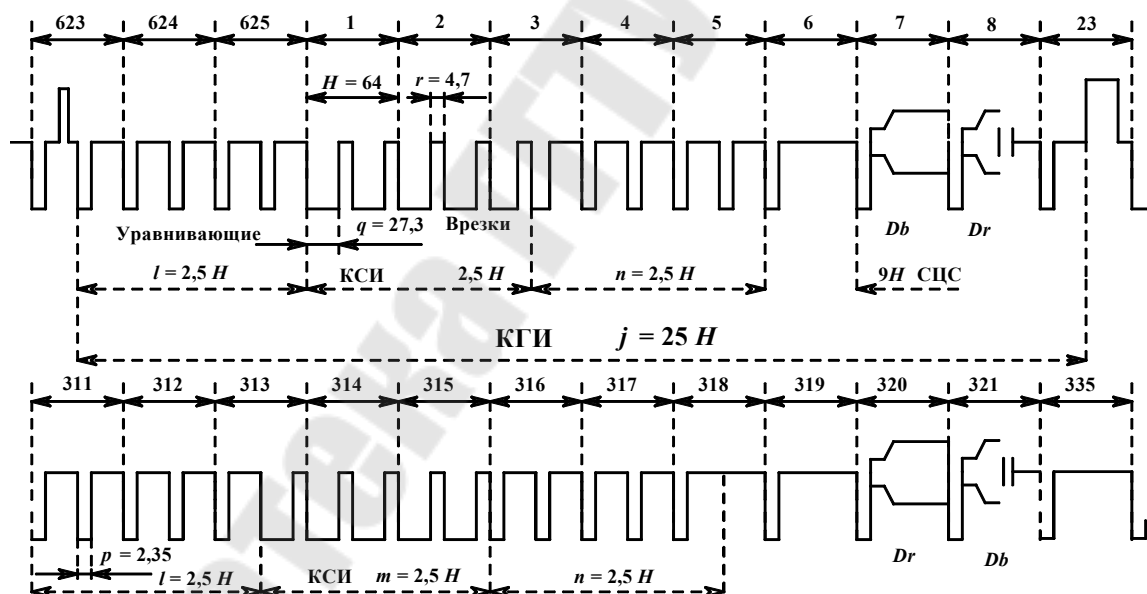 623 624 625 1 2 3 4 5 6 7 8 23
H = 64 r = 4,7
Уравнивающие q = 27,3 Врезки Db Dr
l = 2,5 H КСИ 2,5 H n = 2,5 H 9H СЦС
КГИ j = 25 H
311 312 313 314 315 316 317 318 319 320 321 335
p = 2,35 Dr Db
l = 2,5 H КСИ m = 2,5 H n = 2,5 H